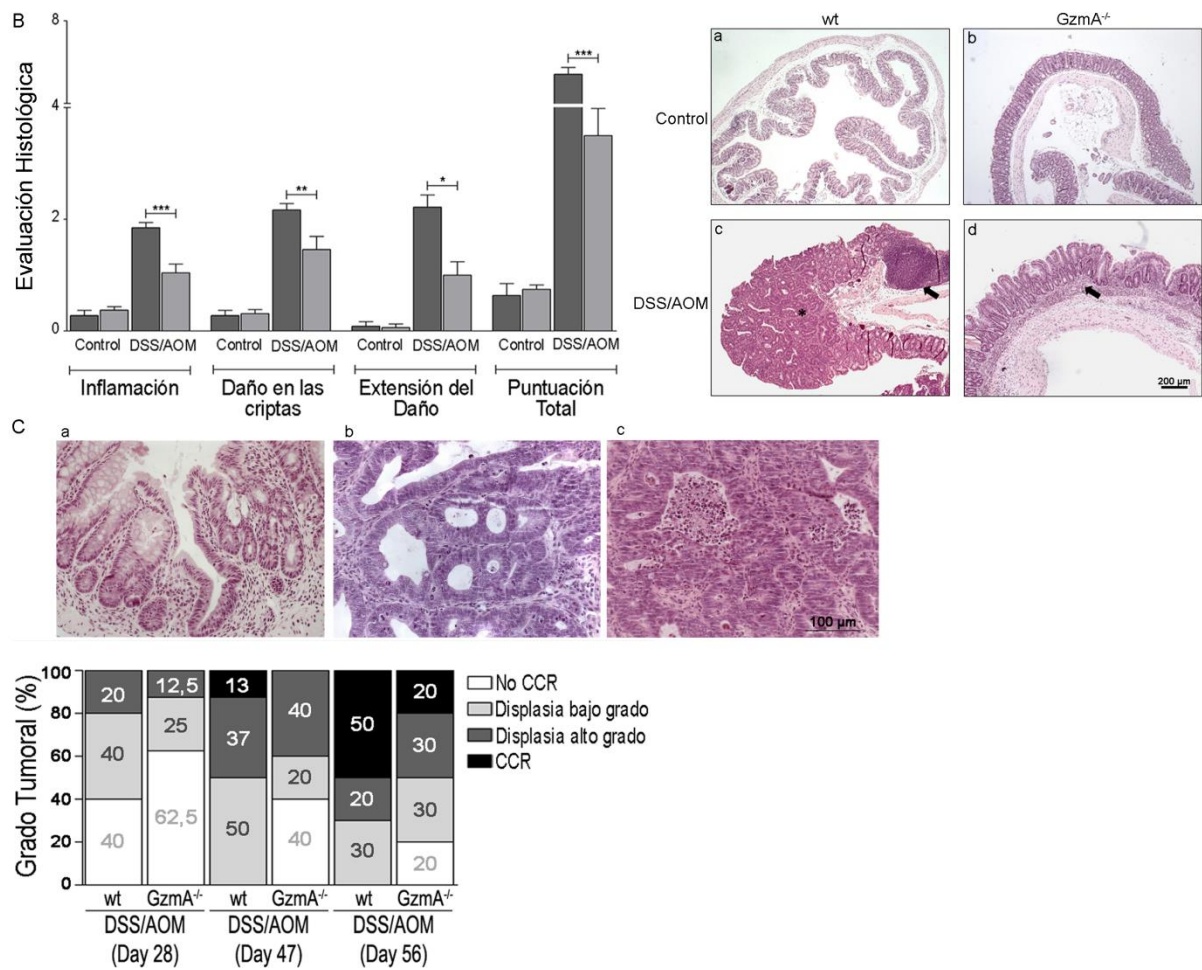 B
Evaluación Histológica
8
4
2
0
***
**
*
***
Control
DSS/AOM
Control
DSS/AOM
Control
DSS/AOM
Control
DSS/AOM
Inflamación
Daño en las
criptas
Extensión del
Daño
Puntuación
Total
wt
GzmA-/-
Control
DSS/AOM
a
b
c
*
d
200 µm
C
a
b
c
100 µm
Grado Tumoral (%)
100
80
60
40
20
0
20
40
40
12,5
25
62,5
13
37
50
40
20
40
50
20
30
20
30
30
20
No CCR
Displasia bajo grado
Displasia alto grado
CCR
wt
GzmA-/-
wt
GzmA-/-
wt
GzmA-/-
DSS/AOM
(Day 28)
DSS/AOM
(Day 47)
DSS/AOM
(Day 56)